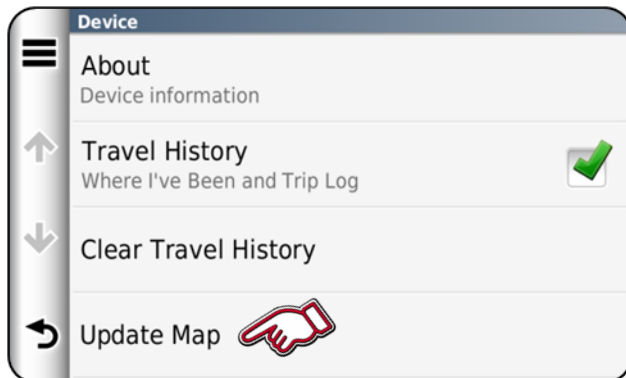 Device
About
Device information
Travel History
Where I've Been and Trip Log
Clear Travel History
Update Map